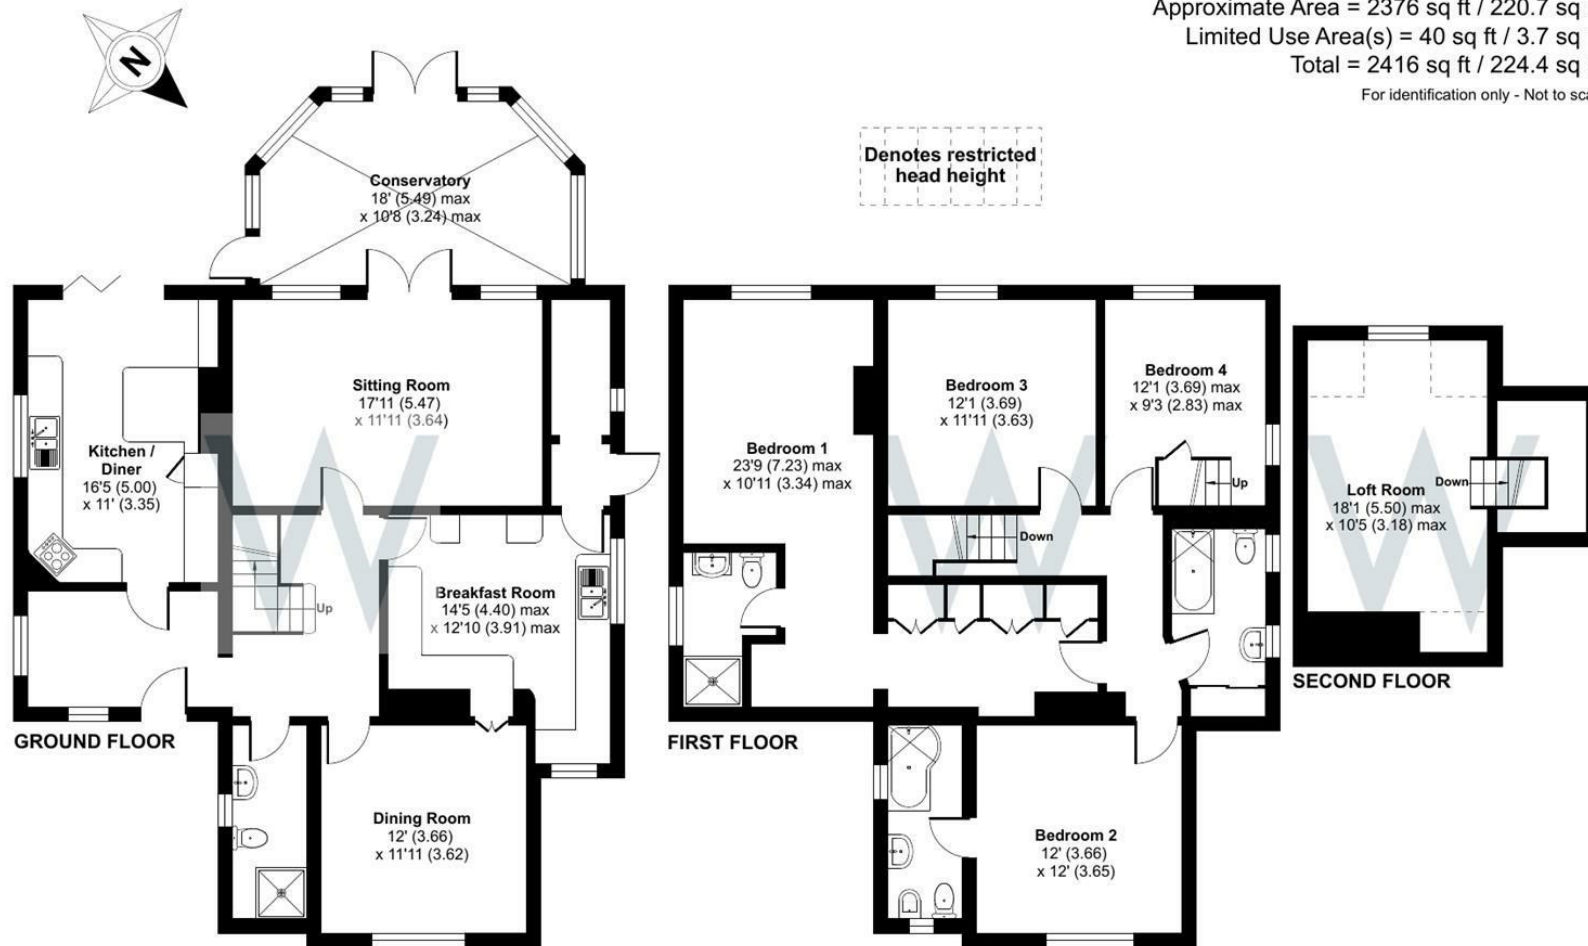 Approximate Area = 2376 sq ft / 220.7 sq
Limited Use Area(s) = 40 sq ft / 3.7 sq
Total = 2416 sq ft / 224.4 sq
For identification only - Not to
N
Denotes restricted
head height
Conservatory
18' (5.49) max
x 10'8 (3.24) max
Sitting Room
17'11 (5.47)
x 11'11 (3.64)
Kitchen /
Diner
16'5 (5.00)
x 11' (3.35)
Breakfast Room
14'5 (4.40) max
x 12'10 (3.91) max
Up
GROUND FLOOR
Dining Room
12' (3.66)
x 11'11 (3.62)
Bedroom 1
23'9 (7.23) max
x 10'11 (3.34) max
Bedroom 3
12'1 (3.69)
x 11'11 (3.63)
Bedroom 4
12'1 (3.69) max
x 9'3 (2.83) max
Up
Down
FIRST FLOOR
Bedroom 2
12' (3.66)
x 12' (3.65)
Loft Room
18'1 (5.50) max
x 10'5 (3.18) max
Down
SECOND FLOOR
W
W
W